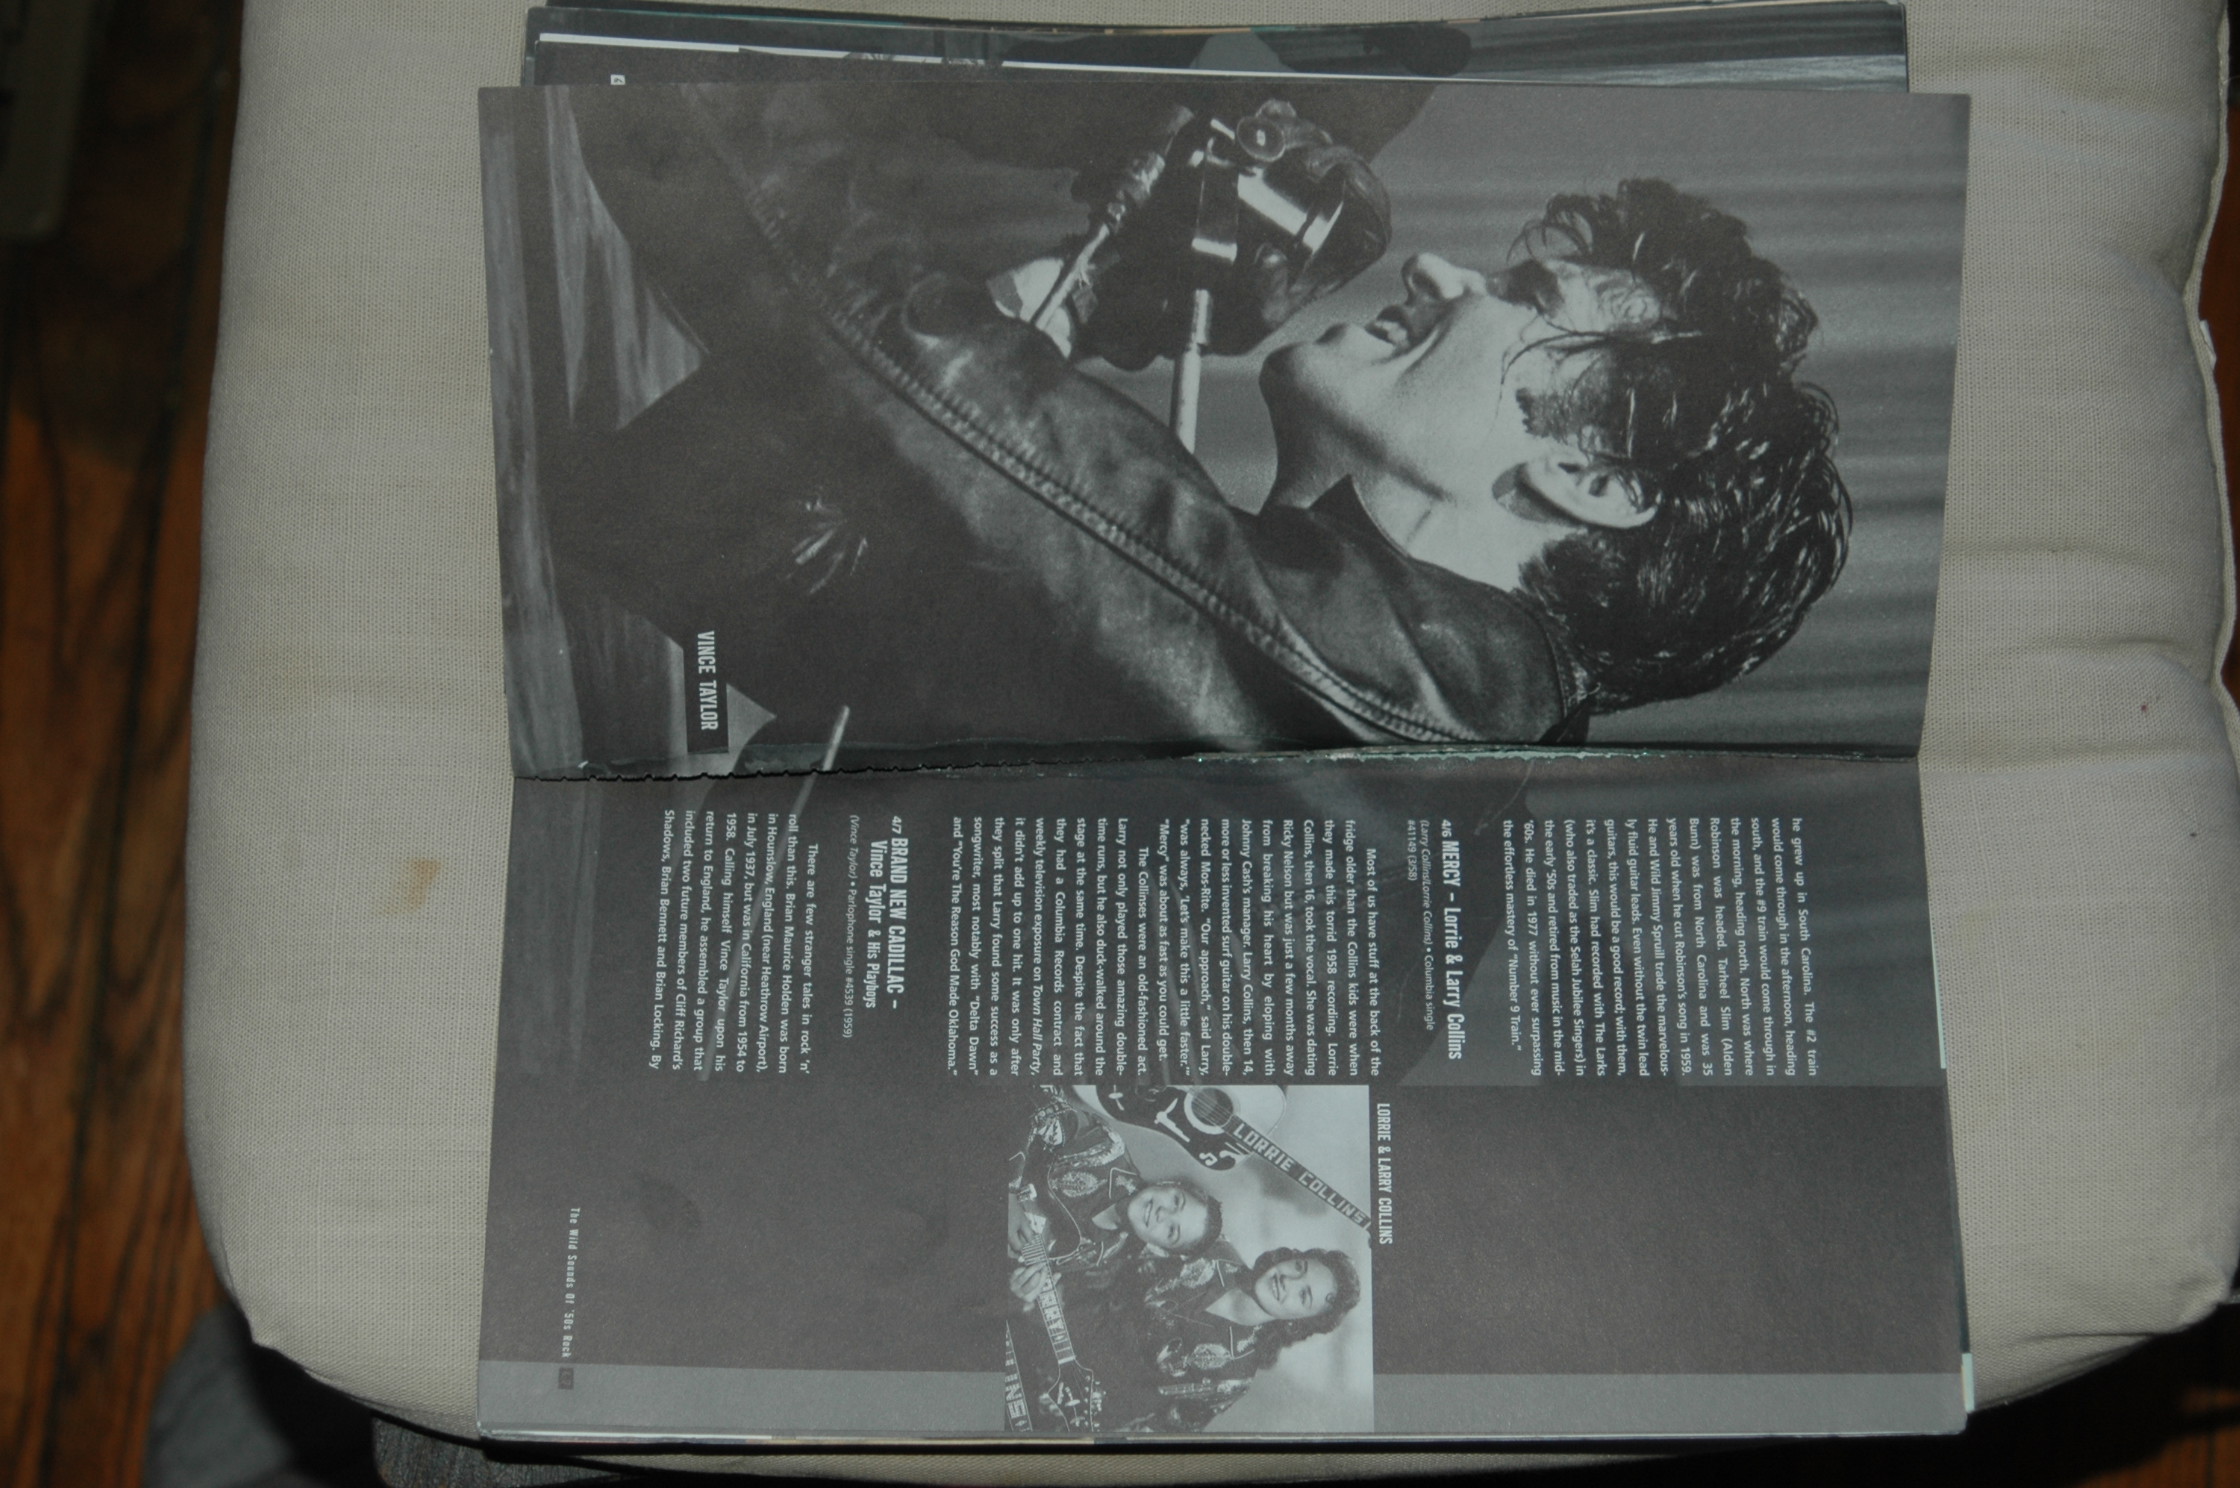 VINCE TAYLOR
he grew up in South Carolina. The #2 train
would come through in the afternoon, heading
south, and the #9 train would come through in
the morning, heading north. North was where
Robinson was headed. Tarheel Slim (Alden
Bunn) was from North Carolina and was 35
years old when he cut Robinson's song in 1959.
He and Wild Jimmy Spruill trade the marvelous-
ly fluid guitar leads. Even without the twin lead
guitars, this would be a good record; with them,
it's a classic. Slim had recorded with The Larks
(who also traded as the Selah Jubilee Singers) in
the early '50s and retired from music in the mid-
'60s. He died in 1977 without ever surpassing
the effortless mastery of "Number 9 Train."
4/6 MERCY – Lorrie & Larry Collins
(Larry Collins/Lorrie Collins) • Columbia single
#41149 (1958)
Most of us have stuff at the back of the
fridge older than the Collins kids were when
they made this torrid 1958 recording. Lorrie
Collins, then 16, took the vocal. She was dating
Ricky Nelson but was just a few months away
from breaking his heart by eloping with
Johnny Cash's manager. Larry Collins, then 14,
more or less invented surf guitar on his double-
necked Mos-Rite. "Our approach," said Larry,
"was always, 'Let's make this a little faster.'"
"Mercy" was about as fast as you could get.
The Collinses were an old-fashioned act.
Larry not only played those amazing double-
time runs, but he also duck-walked around the
stage at the same time. Despite the fact that
they had a Columbia Records contract and
weekly television exposure on Town Hall Party,
it didn't add up to one hit. It was only after
they split that Larry found some success as a
songwriter, most notably with "Delta Dawn"
and "You're The Reason God Made Oklahoma."
4/7 BRAND NEW CADILLAC –
Vince Taylor & His Playboys
(Vince Taylor) • Parlophone single #4539 (1959)
There are few stranger tales in rock 'n'
roll than this. Brian Maurice Holden was born
in Hounslow, England (near Heathrow Airport),
in July 1937, but was in California from 1954 to
1958. Calling himself Vince Taylor upon his
return to England, he assembled a group that
included two future members of Cliff Richard's
Shadows, Brian Bennett and Brian Locking. By
LORRIE & LARRY COLLINS
LORRIE COLLINS
The Wild Sounds Of '50s Rock